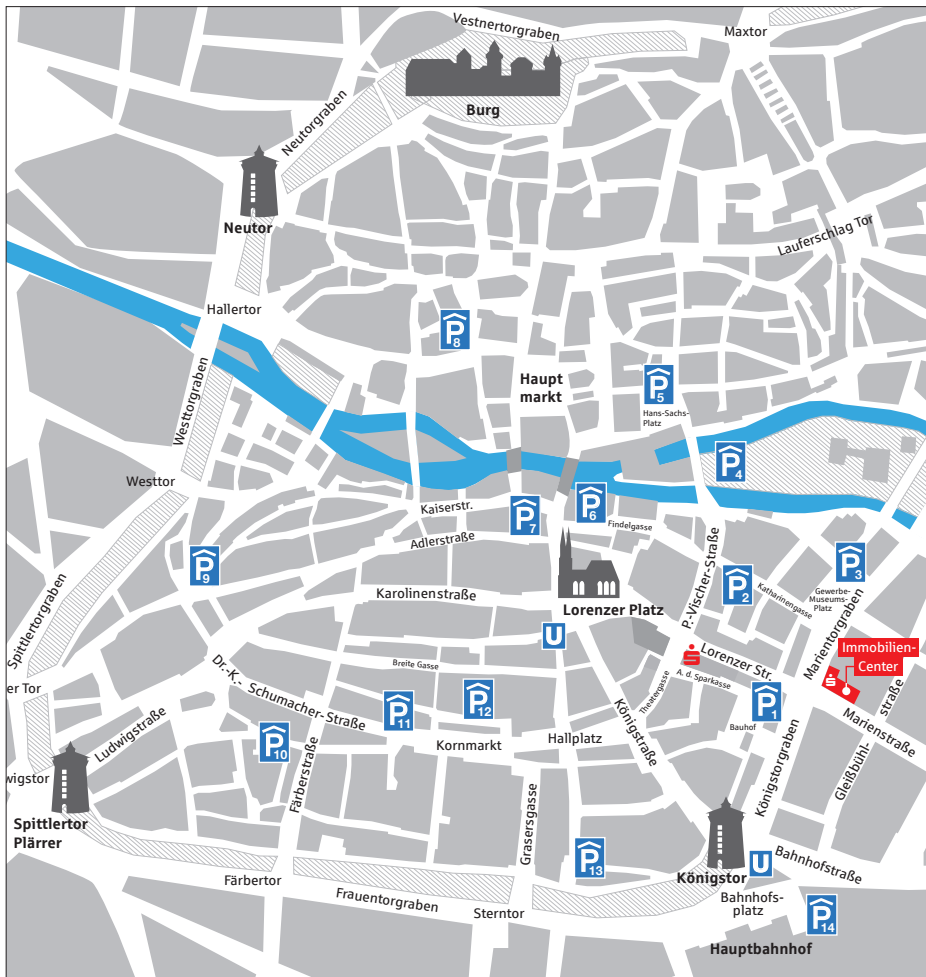 Vestnertorgraben
Maxtor
Burg
Neutorgraben
Neutor
Lauferschlag Tor
Hallertor
P
8
Haupt
markt
P
5
Hans-Sachs-
Platz
Westtorgraben
P
4
Westtor
Kaiserstr.
P
7
P
6
Findelgasse
Adlerstraße
P
9
P.-Vischer-Straße
P
2
Katharinengasse
P
3
Gewerbe-
Museums-
Platz
Karolinenstraße
Lorenzer Platz
U
Marientorgraben
Spittlertorgraben
Breite Gasse
Lorenzer Str.
A. d. Sparkasse
Theatergasse
Immobilien-
Center
er Tor
Dr.-K.- Schumacher-Straße
P
11
P
12
P
1
Bauhof
Marienstraße
Gleißbühl-
straße
Ludwigstraße
P
10
Kornmarkt
Hallplatz
Königstraße
Königstorgraben
wigstor
Färberstraße
Grasersgasse
Spittlertor
Plärrer
P
13
Königstor
U
Bahnhofstraße
Färbertor
Frauentorgraben
Sterntor
Bahnhofs-
platz
P
14
Hauptbahnhof